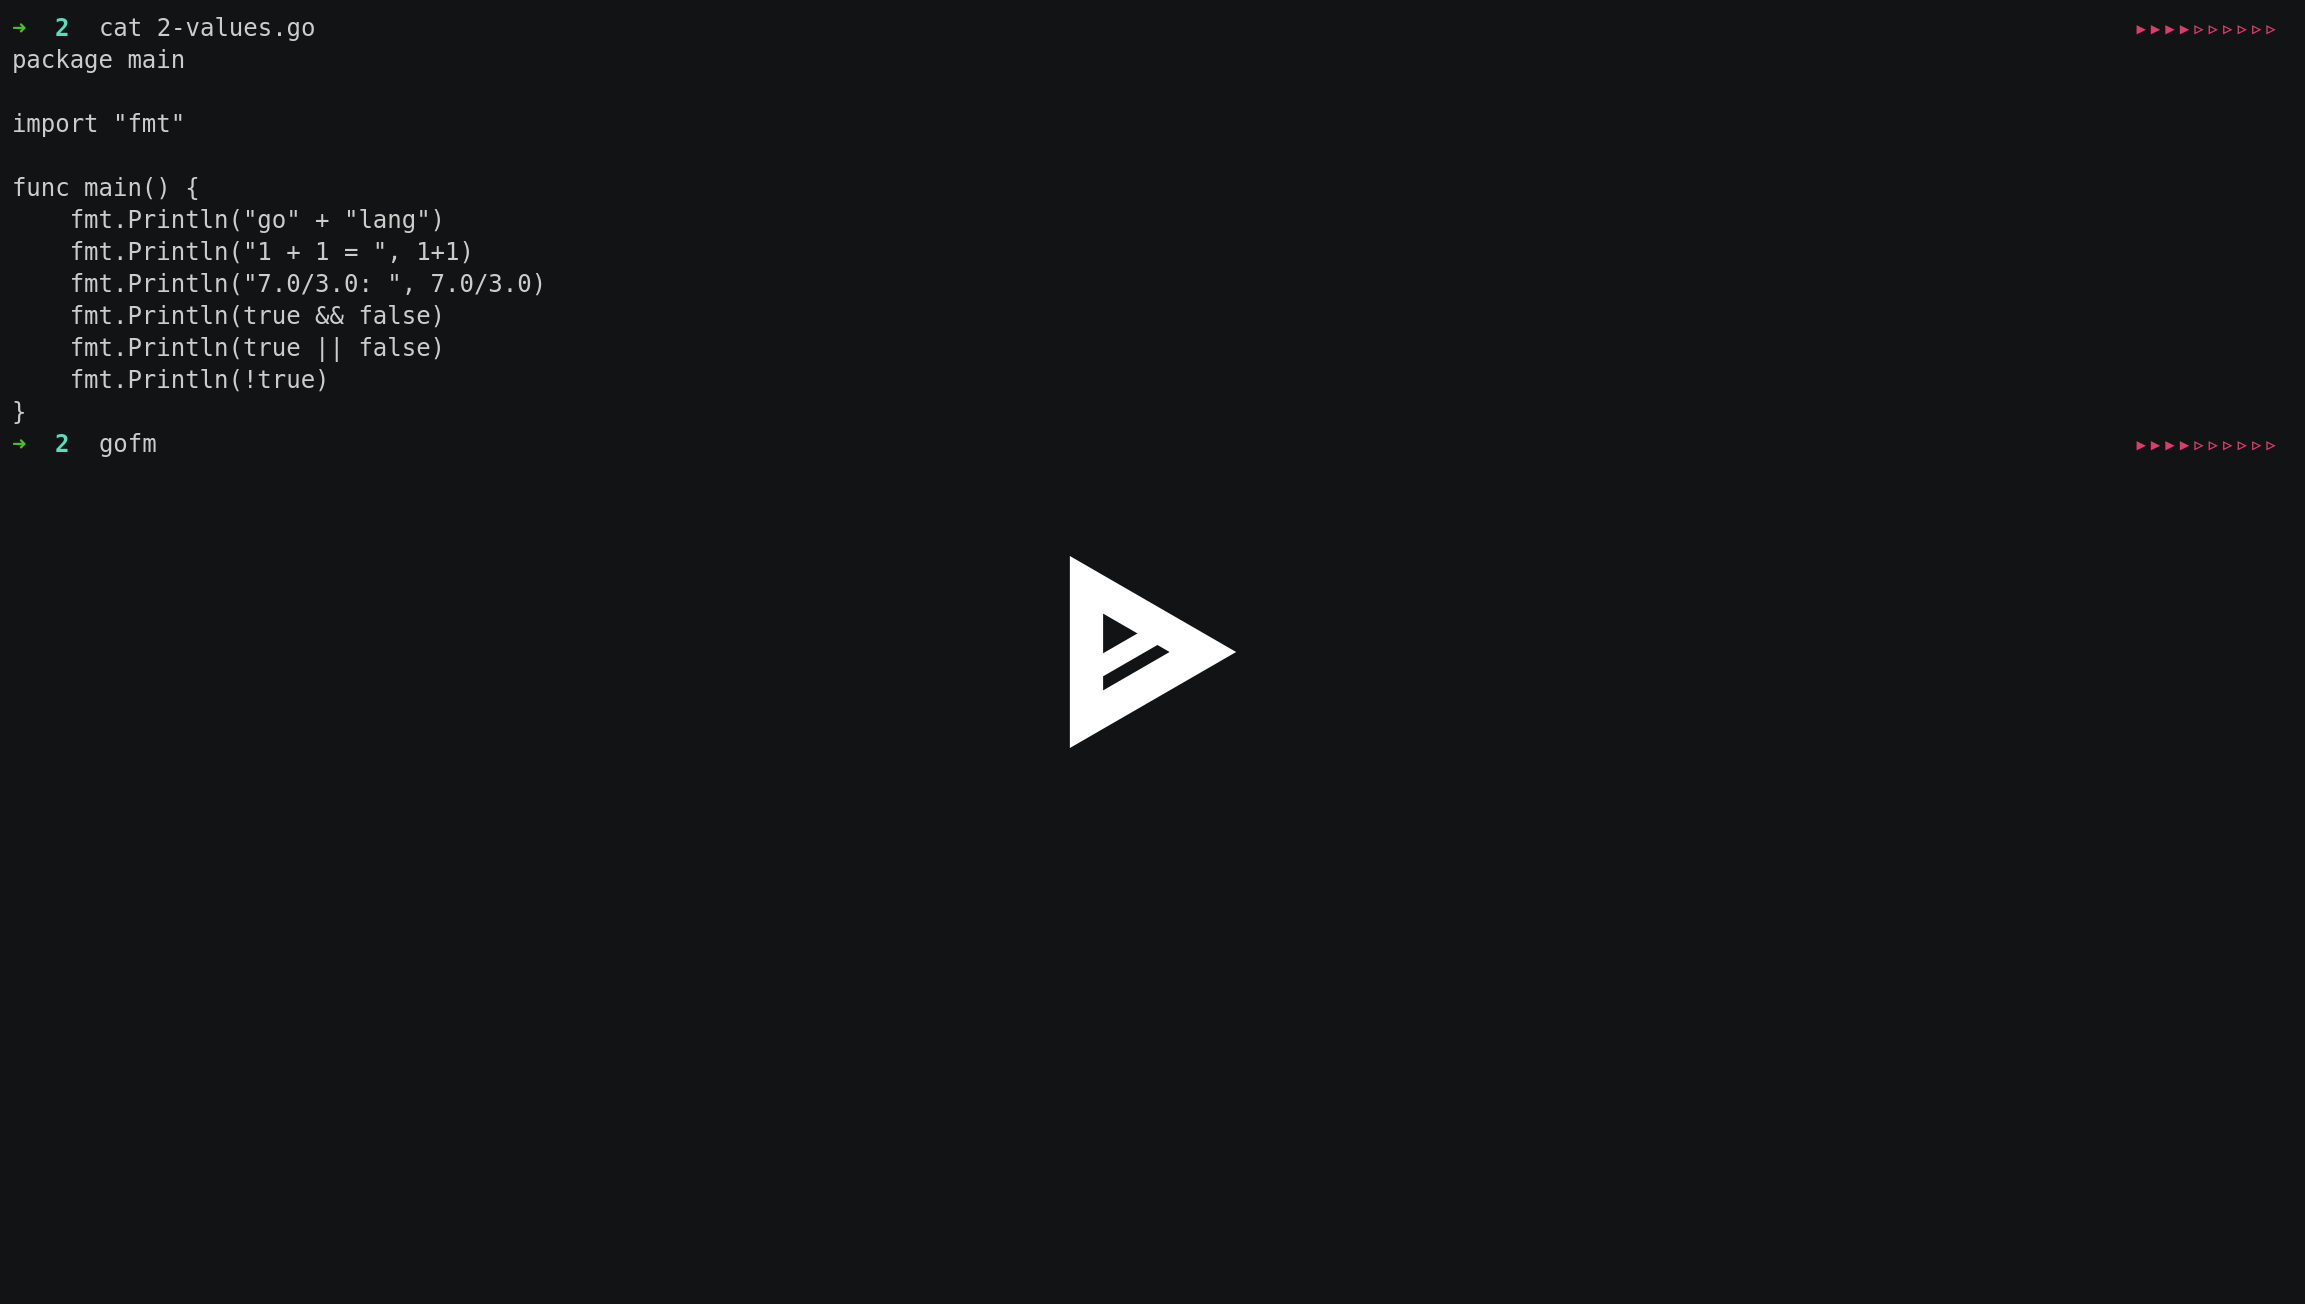 ➜  2  cat 2-values.go ▸▸▸▸▹▹▹▹▹▹
package main
import "fmt"
func main() {
    fmt.Println("go" + "lang")
    fmt.Println("1 + 1 = ", 1+1)
    fmt.Println("7.0/3.0: ", 7.0/3.0)
    fmt.Println(true && false)
    fmt.Println(true || false)
    fmt.Println(!true)
}
➜  2  gofm ▸▸▸▸▹▹▹▹▹▹